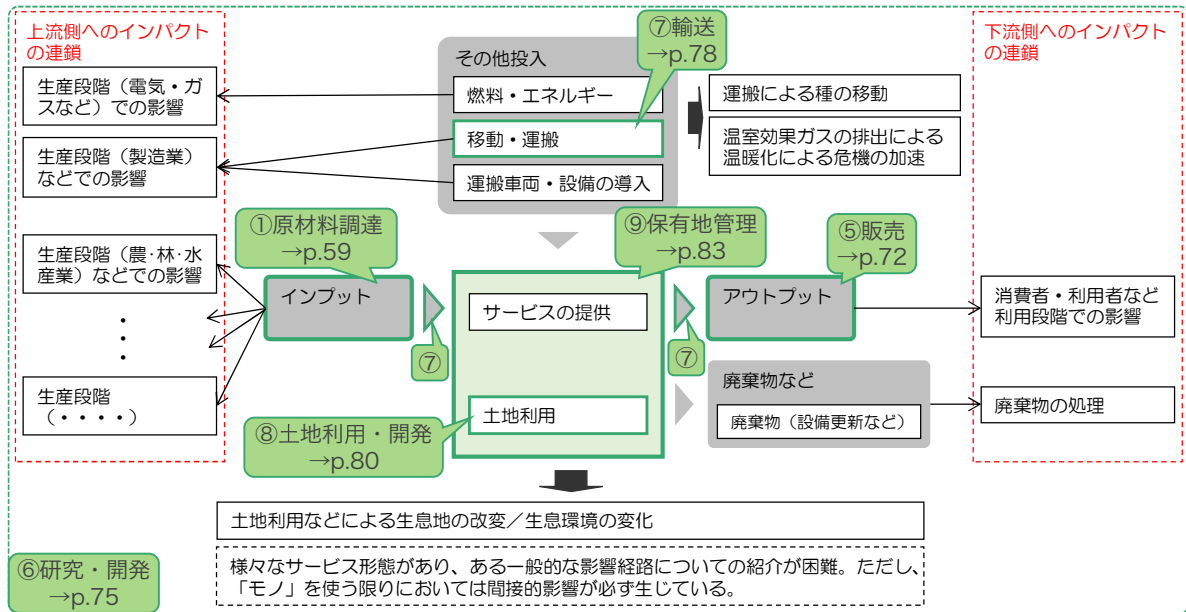 上流側へのインパクト
の連鎖
生産段階（電気・ガ
スなど）での影響
生産段階（製造業）
などでの影響
生産段階（農･林･水
産業）などでの影響
・
・
・
生産段階
（・・・・）
その他投入
燃料・エネルギー
移動・運搬
運搬車両・設備の導入
⑦輸送
→p.78
運搬による種の移動
温室効果ガスの排出による
温暖化による危機の加速
下流側へのインパクト
の連鎖
①原材料調達
→p.59
インプット
⑦
⑨保有地管理
→p.83
サービスの提供
土地利用
⑧土地利用・開発
→p.80
⑤販売
→p.72
アウトプット
⑦
廃棄物など
廃棄物（設備更新など）
消費者・利用者など
利用段階での影響
廃棄物の処理
土地利用などによる生息地の改変／生息環境の変化
様々なサービス形態があり、ある一般的な影響経路についての紹介が困難。ただし、
「モノ」を使う限りにおいては間接的影響が必ず生じている。
⑥研究・開発
→p.75